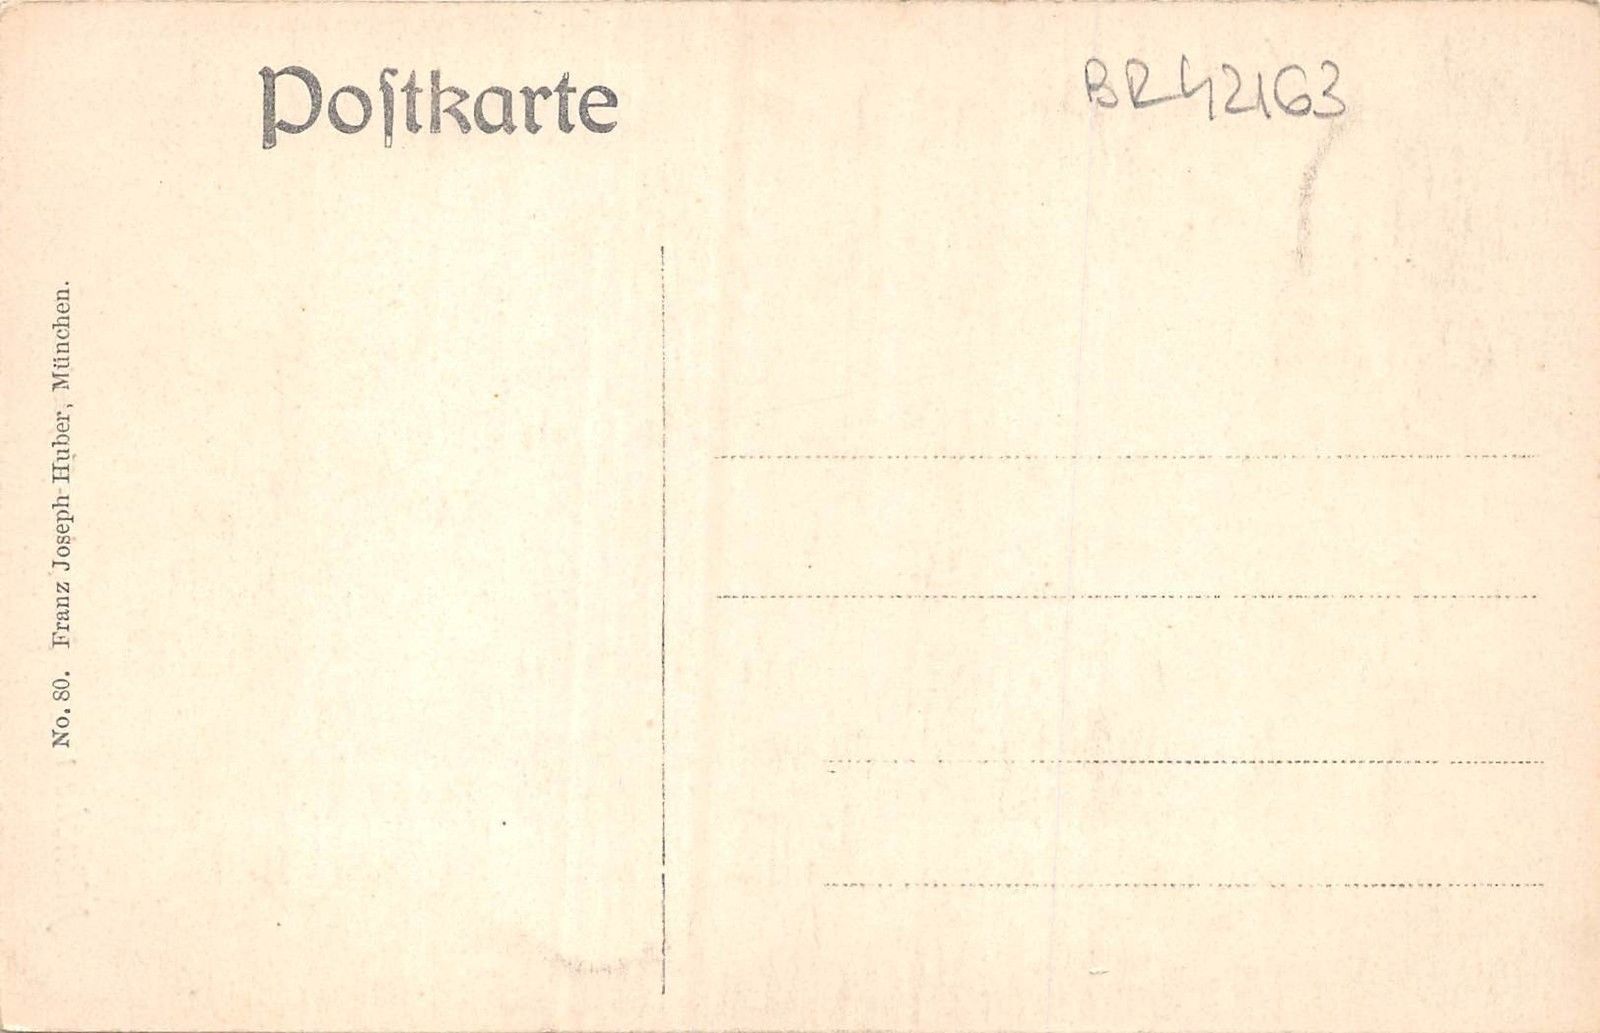 Poſtkarte
BR42163
No. 80. Franz Joseph Huber, München.